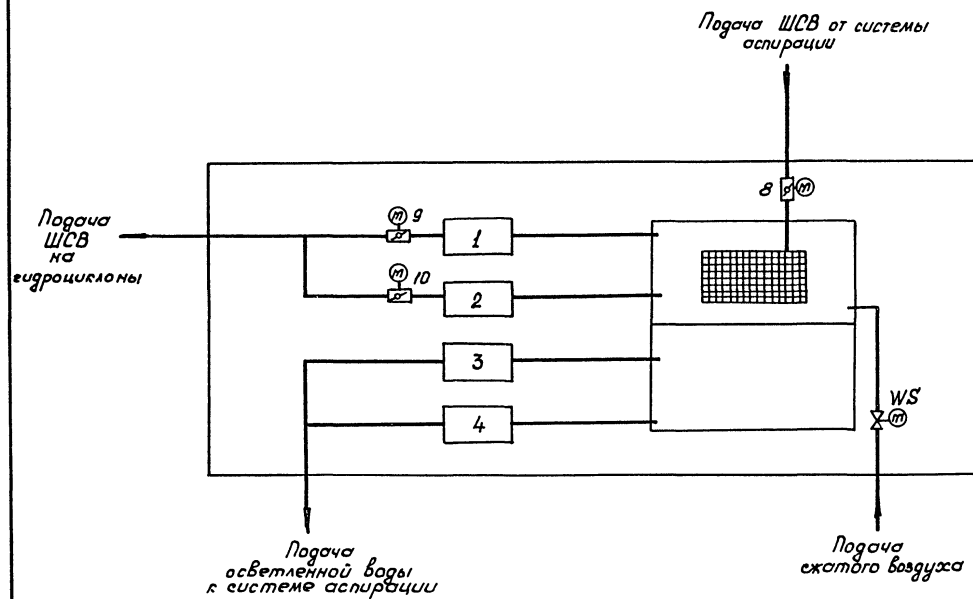 Подача ШСВ от системы
аспирации
8
m
Подача
ШСВ
на
гидроциклоны
m
9
1
m
10
2
3
4
WS
m
Подача
осветленной воды
к системе аспирации
Подача
сжатого воздуха